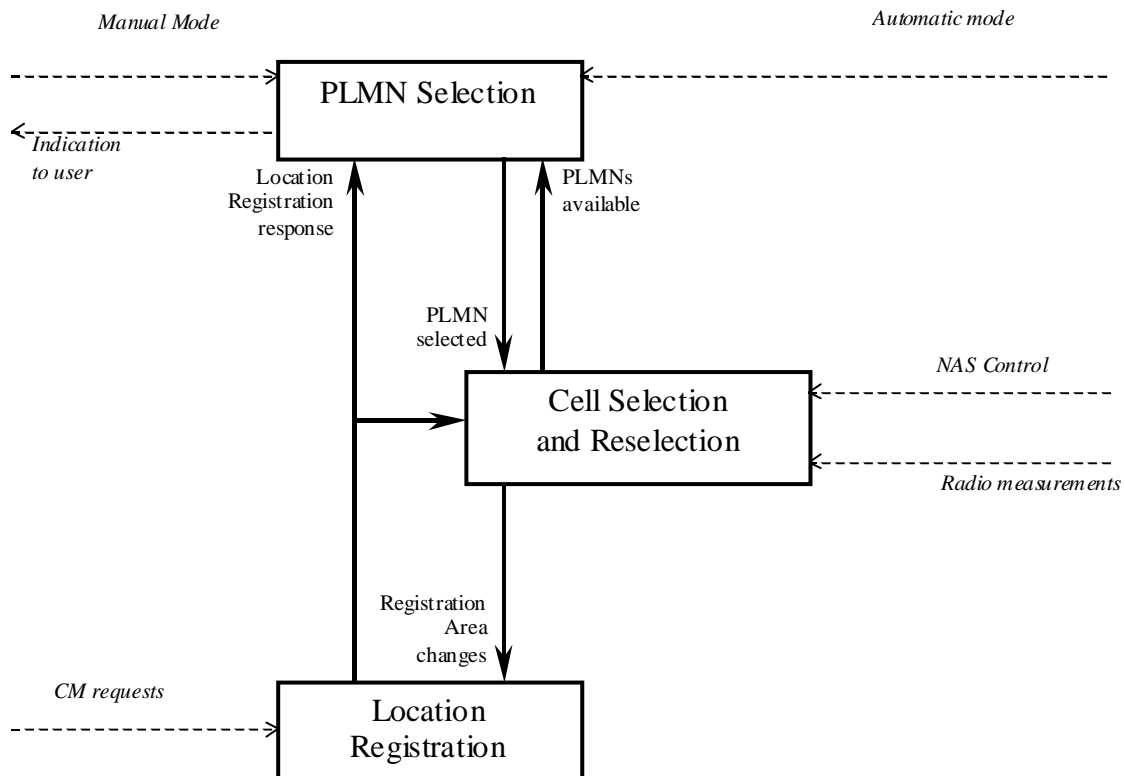 Manual Mode
Automatic mode
PLMN Selection
Indication
to user
Location
Registration
response
PLMNs
available
PLMN
selected
NAS Control
Cell Selection
and Reselection
Radio measurements
Registration
Area
changes
CM requests
Location
Registration